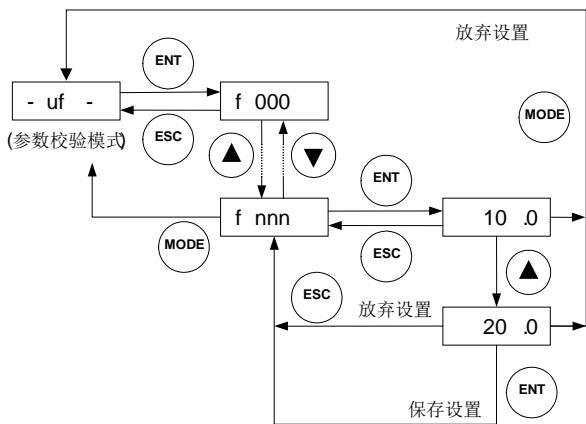 放弃设置
ENT
- uf -
f 000
(参数校验模式)
ESC
▲
▼
MODE
ENT
f nnn
10 .0
MODE
ESC
▲
ESC
放弃设置
20 .0
ENT
保存设置